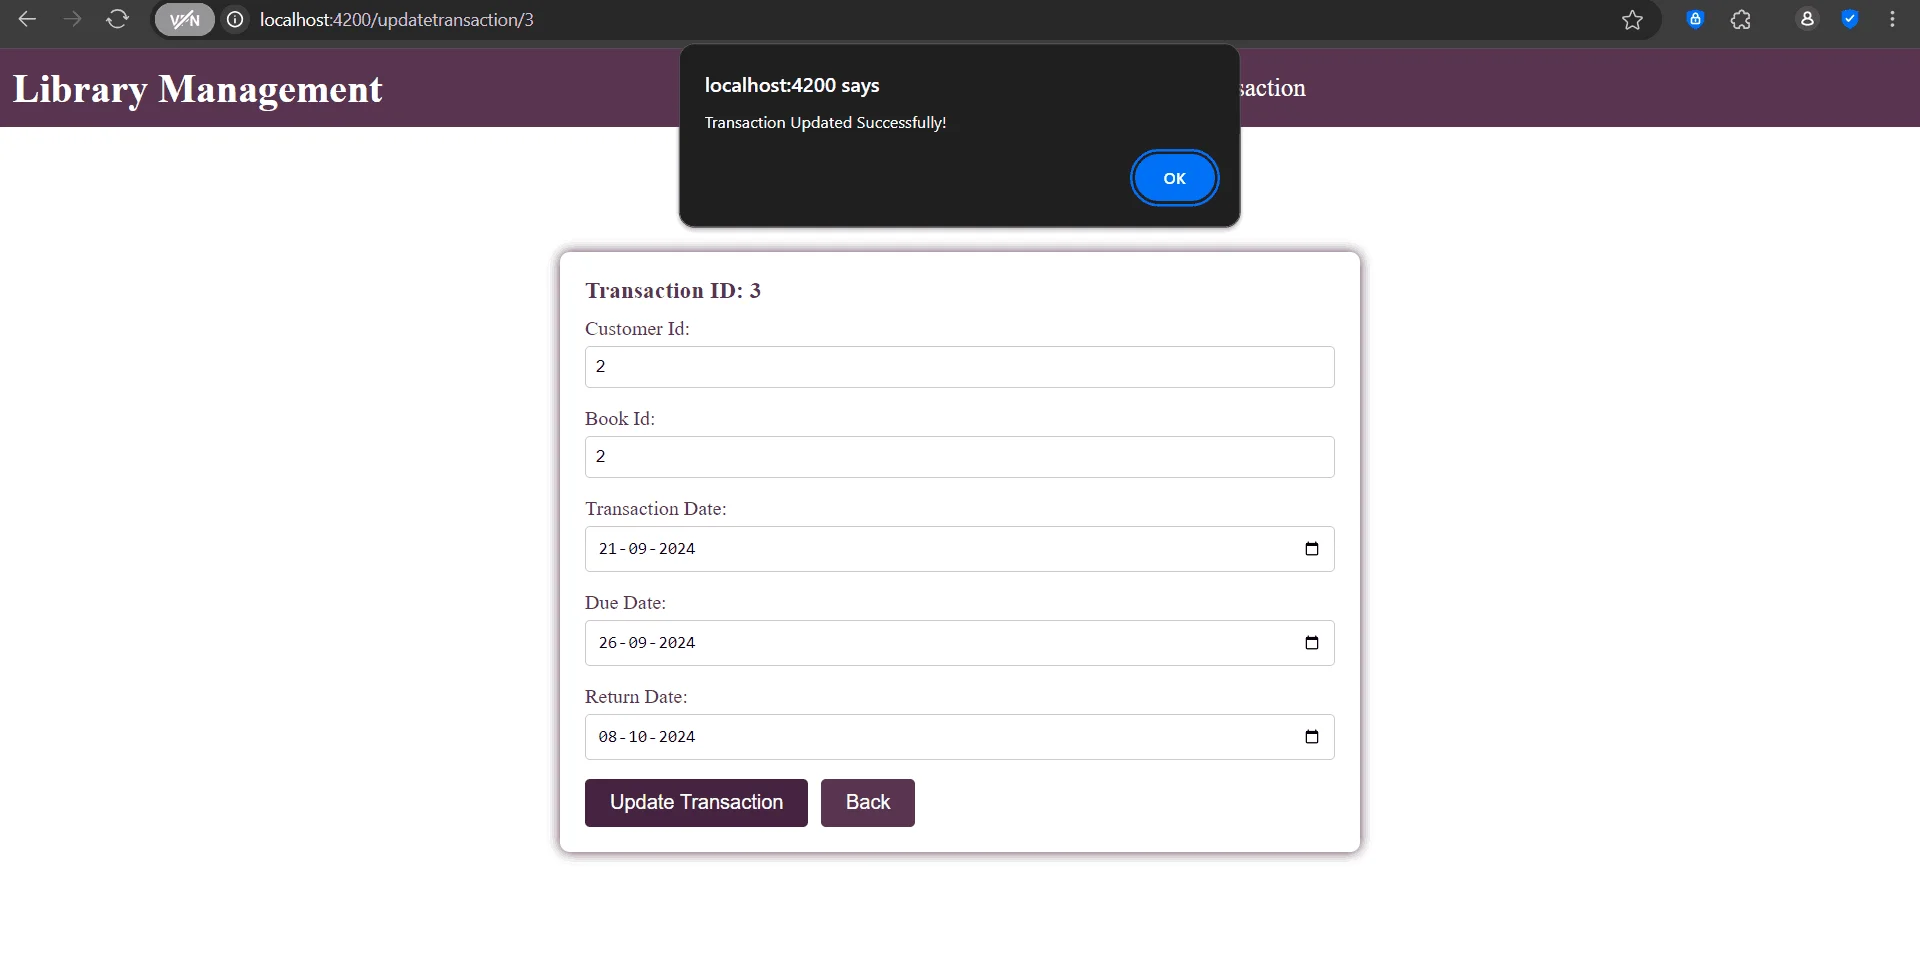 VPN localhost:4200/updatetransaction/3
Library Management
saction
localhost:4200 says
Transaction Updated Successfully!
OK
Transaction ID: 3
Customer Id:
2
Book Id:
2
Transaction Date:
21-09-2024
Due Date:
26-09-2024
Return Date:
08-10-2024
Update Transaction Back